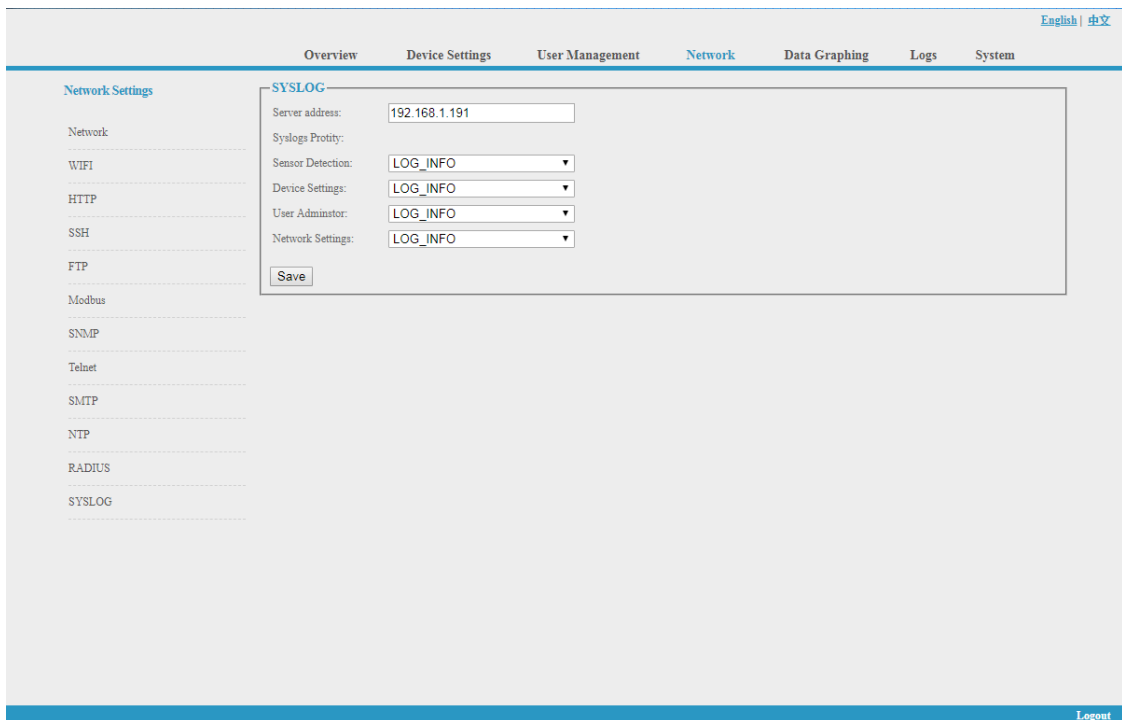 English | 中文
Overview Device Settings User Management Network Data Graphing Logs System
Network Settings
Network
WIFI
HTTP
SSH
FTP
Modbus
SNMP
Telnet
SMTP
NTP
RADIUS
SYSLOG
SYSLOG
Server address: 192.168.1.191
Syslogs Protity:
Sensor Detection: LOG_INFO
Device Settings: LOG_INFO
User Adminstor: LOG_INFO
Network Settings: LOG_INFO
Save
Logout